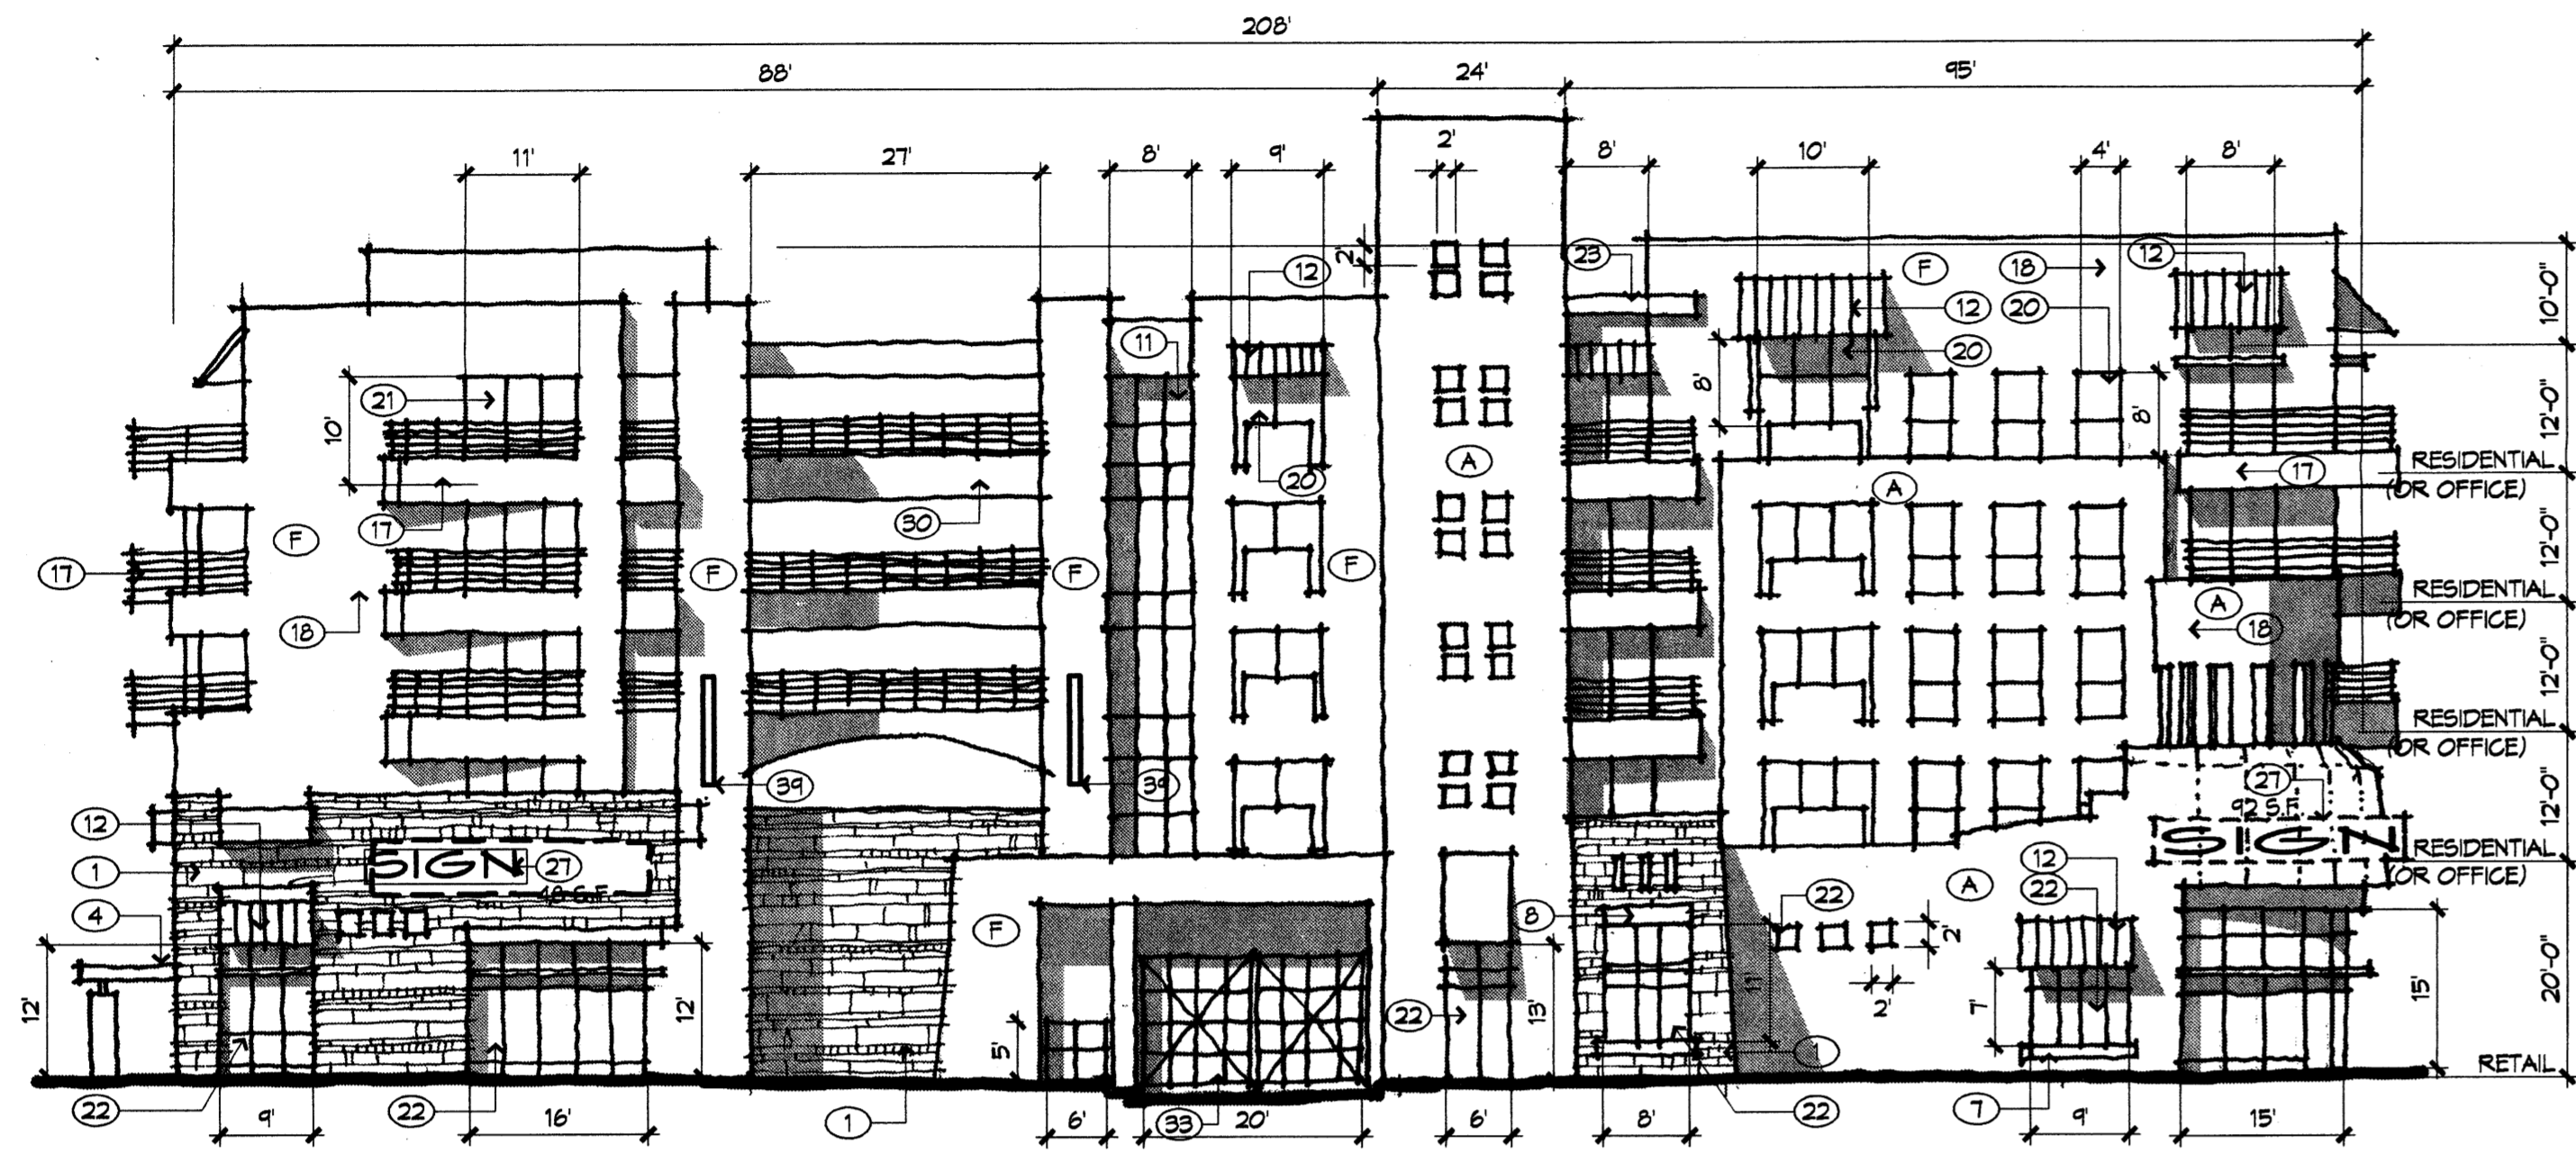 208'
88' 24' 95'
11' 27' 8' 9' 2' 8' 10' 4' 8'
2'
23 F 18 12
12
12 20
11
20
21
8'
8'
10'
10'-0"
12'-0"
A
RESIDENTIAL
17
20
A
(OR OFFICE)
17
30
F
12'-0"
17
F
F
F
RESIDENTIAL
A
(OR OFFICE)
18
18
12'-0"
RESIDENTIAL
(OR OFFICE)
39
39
27
92 S.F.
12'-0"
12
SIGN
SIGN
27
RESIDENTIAL
1
12
(OR OFFICE)
22
A
22
4
8
F
2'
12'
12'
22
13'
11'
2'
7'
15'
20'-0"
5'
1
RETAIL
22
9'
22
16'
1
6'
33
20'
6'
8'
22
7
9'
15'